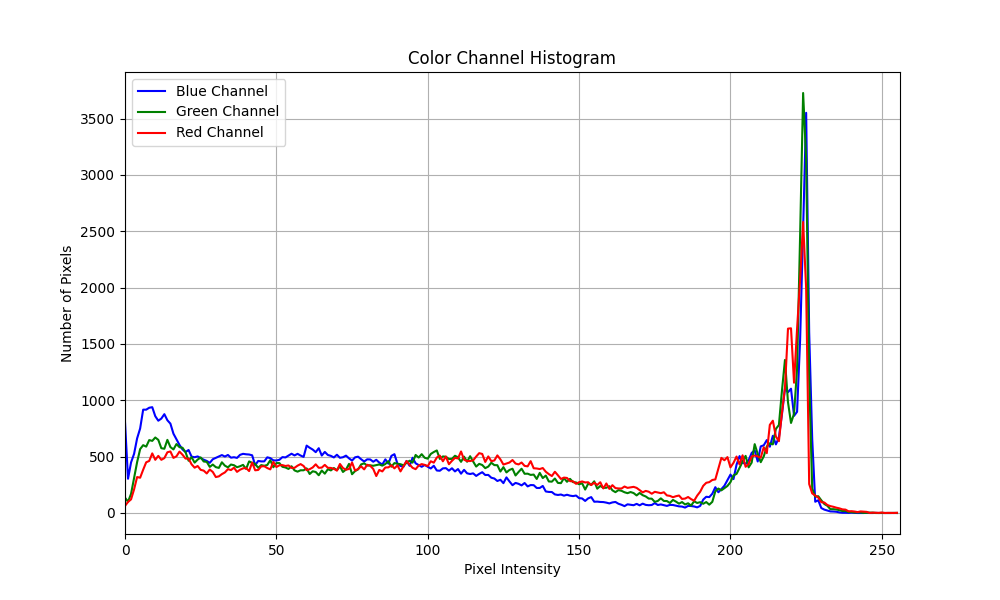 Color Channel Histogram
Blue Channel
Green Channel
Red Channel
Number of Pixels
3500
3000
2500
2000
1500
1000
500
0
0 50 100 150 200 250
Pixel Intensity